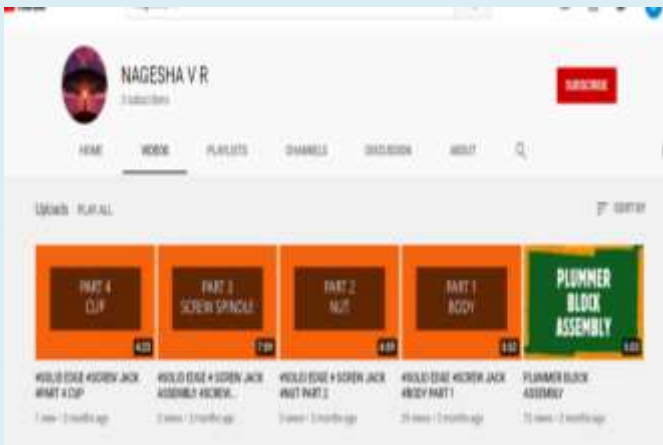 NAGESHA V R
3 subscribers
SUBSCRIBE
HOME VIDEOS PLAYLISTS CHANNELS DISCUSSION ABOUT
Uploads PLAY ALL
SORT BY
PART 4
CUP
PART 3
SCREW SPINDLE
PART 2
NUT
PART 1
BODY
PLUMMER
BLOCK
ASSEMBLY
#SOLID EDGE #SCREW JACK
#PART 4 CUP
#SOLID EDGE # SCREW JACK
ASSEMBLY #SCREW...
#SOLID EDGE # SCREW JACK
#NUT PART 2
#SOLID EDGE #SCREW JACK
#BODY PART 1
PLUMMER BLOCK
ASSEMBLY